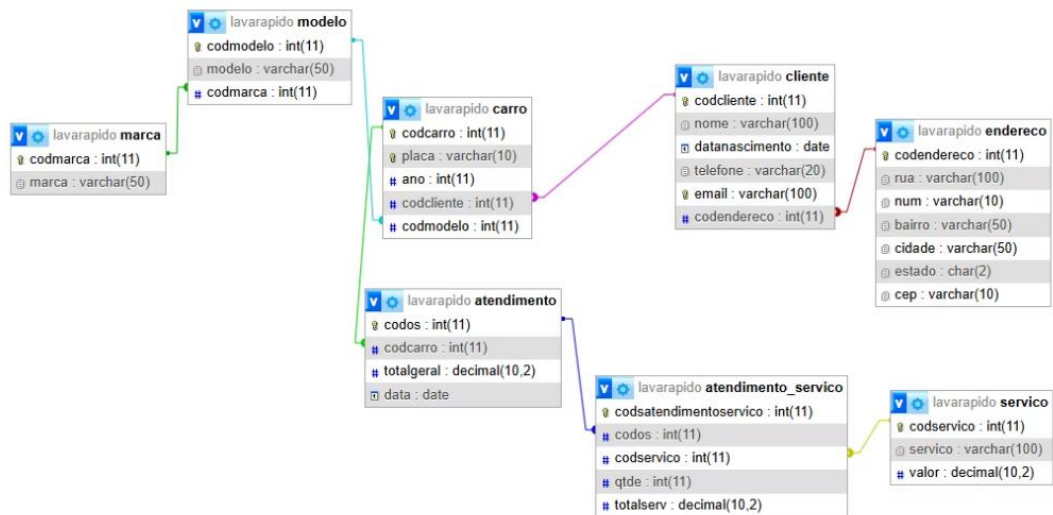 lavarapido modelo
codmodelo : int(11)
modelo : varchar(50)
codmarca : int(11)
lavarapido marca
codmarca : int(11)
marca : varchar(50)
lavarapido carro
codcarro : int(11)
placa : varchar(10)
ano : int(11)
codcliente : int(11)
codmodelo : int(11)
lavarapido cliente
codcliente : int(11)
nome : varchar(100)
datanascimento : date
telefone : varchar(20)
email : varchar(100)
codendereco : int(11)
lavarapido endereco
codendereco : int(11)
rua : varchar(100)
num : varchar(10)
bairro : varchar(50)
cidade : varchar(50)
estado : char(2)
cep : varchar(10)
lavarapido atendimento
codos : int(11)
codcarro : int(11)
totalgeral : decimal(10,2)
data : date
lavarapido atendimento_servico
codsatendimentoservico : int(11)
codos : int(11)
codservico : int(11)
qtde : int(11)
totalserv : decimal(10,2)
lavarapido servico
codservico : int(11)
servico : varchar(100)
valor : decimal(10,2)